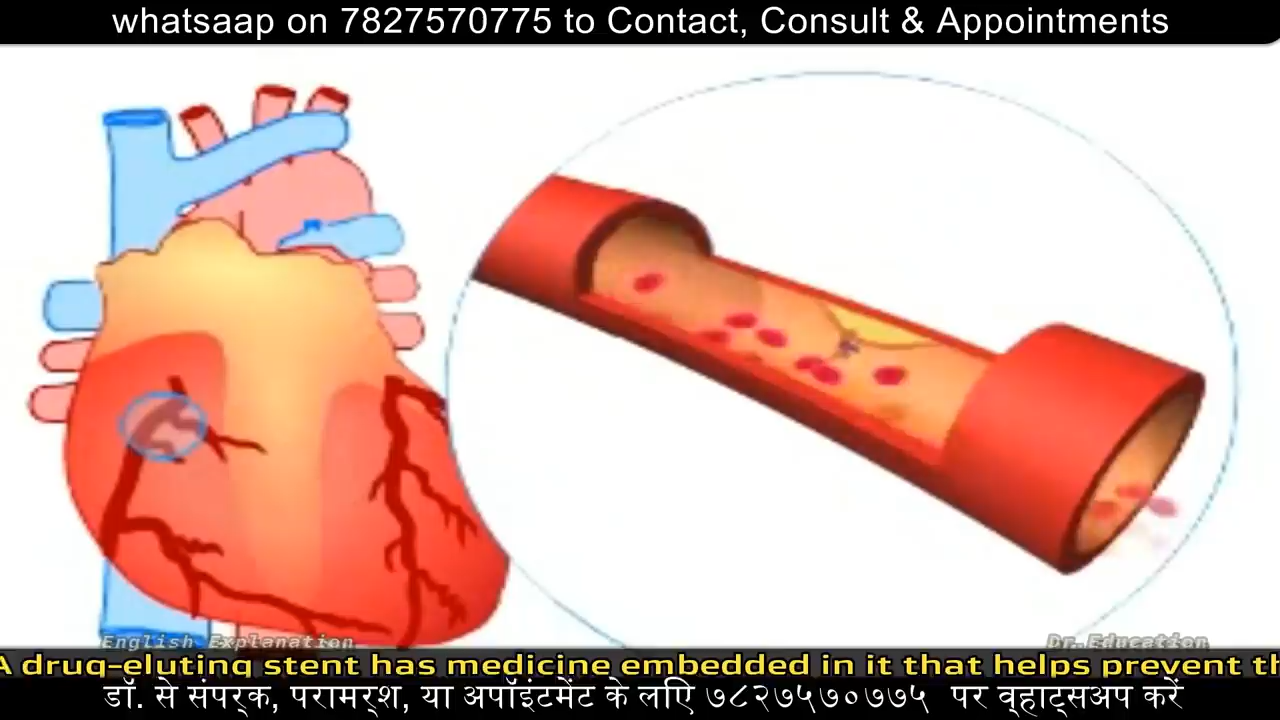 whatsaap on 7827570775 to Contact, Consult & Appointments
English Explanation
Dr.Education
A drug-eluting stent has medicine embedded in it that helps prevent th
डॉ. से संपर्क, परामर्श, या अपॉइंटमेंट के लिए ७८२७५७०७७५ पर व्हाट्सअप करें